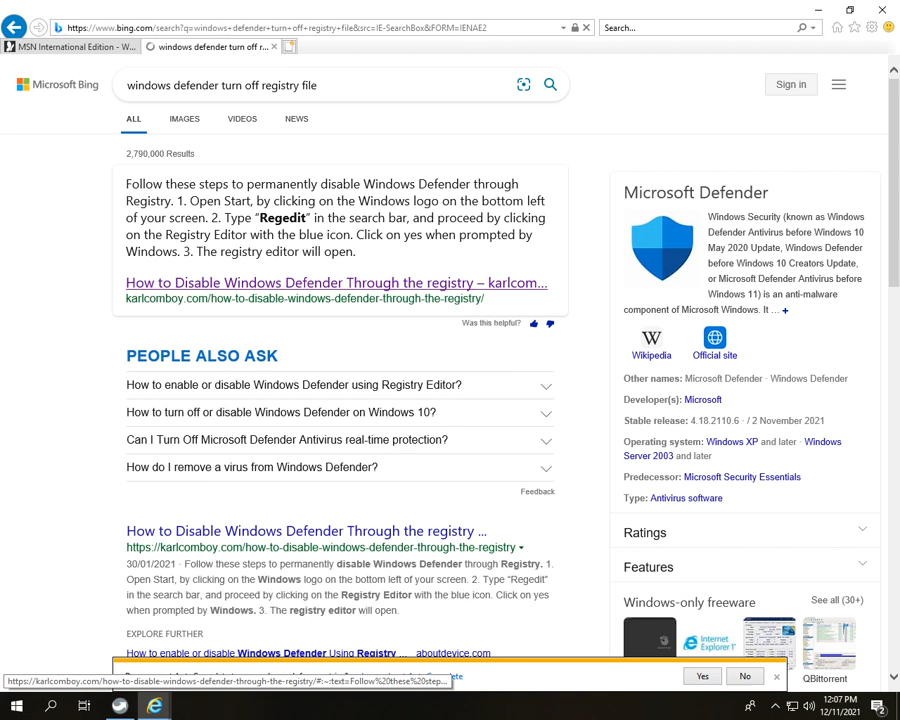 https://www.bing.com/search?q=windows+defender+turn+off+registry+file&src=IE-SearchBox&FORM=IENAE2
Search...
MSN International Edition - W...
windows defender turn off r...
Microsoft Bing
windows defender turn off registry file
Sign in
ALL
IMAGES
VIDEOS
NEWS
2,790,000 Results
Follow these steps to permanently disable Windows Defender through
Registry. 1. Open Start, by clicking on the Windows logo on the bottom left
of your screen. 2. Type “Regedit” in the search bar, and proceed by clicking
on the Registry Editor with the blue icon. Click on yes when prompted by
Windows. 3. The registry editor will open.
How to Disable Windows Defender Through the registry – karlcom...
karlcomboy.com/how-to-disable-windows-defender-through-the-registry/
Was this helpful?
PEOPLE ALSO ASK
How to enable or disable Windows Defender using Registry Editor?
How to turn off or disable Windows Defender on Windows 10?
Can I Turn Off Microsoft Defender Antivirus real-time protection?
How do I remove a virus from Windows Defender?
Feedback
How to Disable Windows Defender Through the registry ...
https://karlcomboy.com/how-to-disable-windows-defender-through-the-registry
30/01/2021 · Follow these steps to permanently disable Windows Defender through Registry. 1.
Open Start, by clicking on the Windows logo on the bottom left of your screen. 2. Type “Regedit”
in the search bar, and proceed by clicking on the Registry Editor with the blue icon. Click on yes
when prompted by Windows. 3. The registry editor will open.
EXPLORE FURTHER
How to enable or disable Windows Defender Using Registry ...
aboutdevice.com
Microsoft Defender
Windows Security (known as Windows
Defender Antivirus before Windows 10
May 2020 Update, Windows Defender
before Windows 10 Creators Update,
or Microsoft Defender Antivirus before
Windows 11) is an anti-malware
component of Microsoft Windows. It ... +
W
Wikipedia
Official site
Other names: Microsoft Defender · Windows Defender
Developer(s): Microsoft
Stable release: 4.18.2110.6 · / 2 November 2021
Operating system: Windows XP and later · Windows
Server 2003 and later
Predecessor: Microsoft Security Essentials
Type: Antivirus software
Ratings
Features
Windows-only freeware
See all (30+)
Internet
Explorer
QBittorrent
Yes
No
https://karlcomboy.com/how-to-disable-windows-defender-through-the-registry/#:~:text=Follow%20these%20step...
12:07 PM
12/11/2021
2